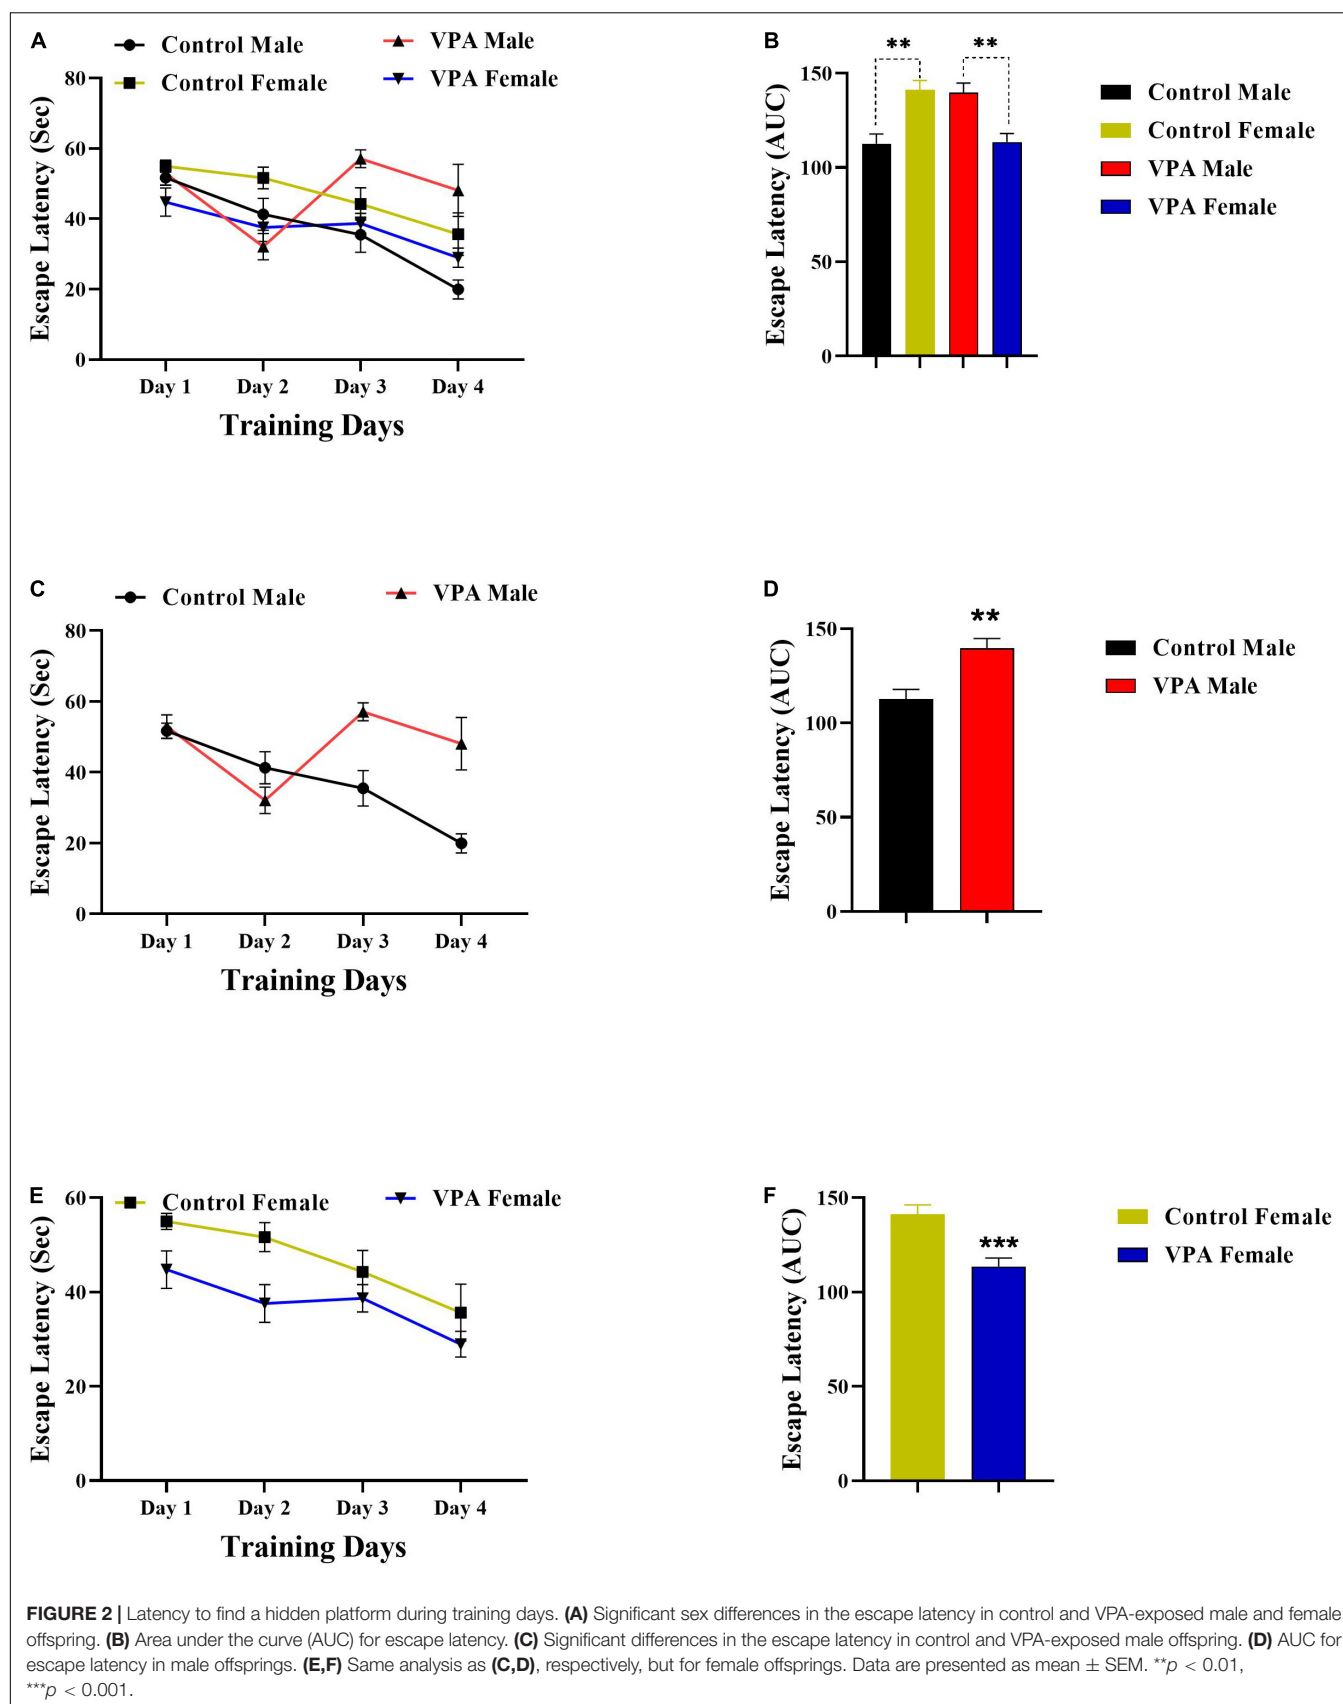 A
Control Male
VPA Male
Control Female
VPA Female
80
60
40
20
0
Escape Latency (Sec)
Day 1 Day 2 Day 3 Day 4
Training Days
B
** **
150
100
50
0
Escape Latency (AUC)
Control Male
Control Female
VPA Male
VPA Female
C
Control Male
VPA Male
80
60
40
20
0
Escape Latency (Sec)
Day 1 Day 2 Day 3 Day 4
Training Days
D
**
150
100
50
0
Escape Latency (AUC)
Control Male
VPA Male
E
Control Female
VPA Female
60
40
20
0
Escape Latency (Sec)
Day 1 Day 2 Day 3 Day 4
Training Days
F
***
150
100
50
0
Escape Latency (AUC)
Control Female
VPA Female
FIGURE 2 | Latency to find a hidden platform during training days. (A) Significant sex differences in the escape latency in control and VPA-exposed male and female
offspring. (B) Area under the curve (AUC) for escape latency. (C) Significant differences in the escape latency in control and VPA-exposed male offspring. (D) AUC for
escape latency in male offsprings. (E,F) Same analysis as (C,D), respectively, but for female offsprings. Data are presented as mean ± SEM. **p < 0.01,
***p < 0.001.